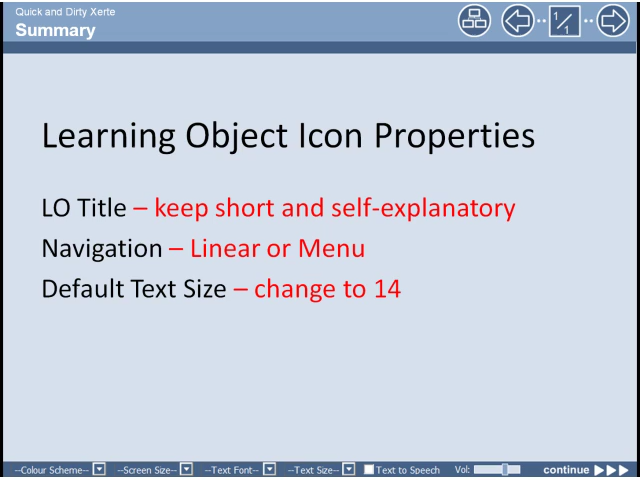 Quick and Dirty Xerte
Summary
1/1
Learning Object Icon Properties
LO Title – keep short and self-explanatory
Navigation – Linear or Menu
Default Text Size – change to 14
--Colour Scheme-- --Screen Size-- --Text Font-- --Text Size-- Text to Speech Vol: continue